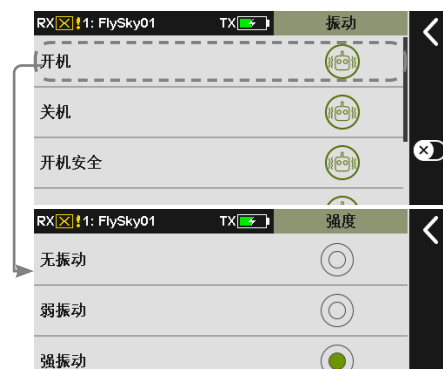 RX !1: FlySky01 TX 振动
开机
关机
开机安全
RX !1: FlySky01 TX 强度
无振动
弱振动
强振动